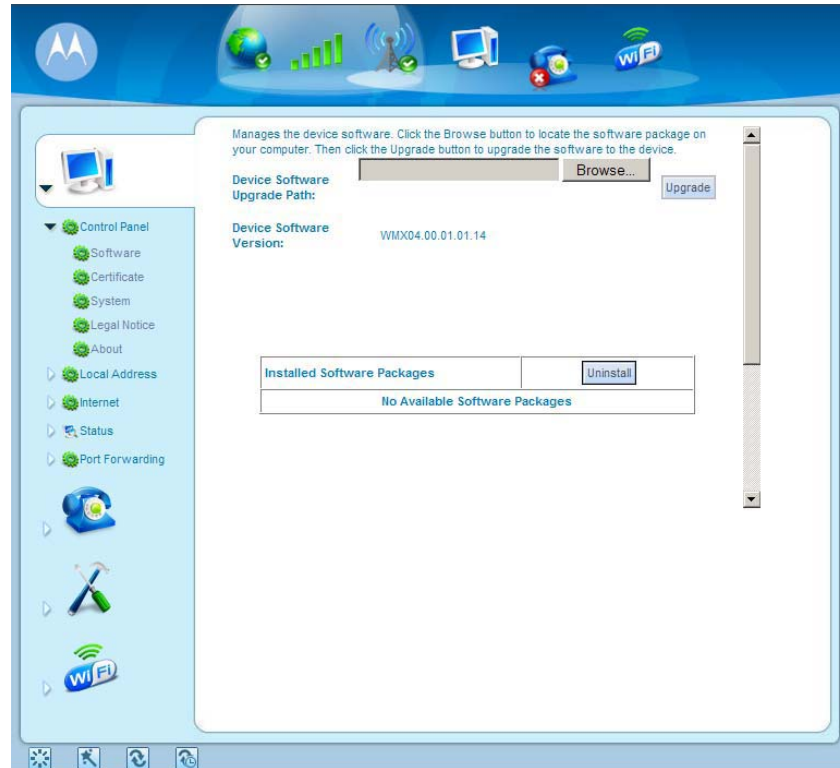 WiFi
Manages the device software. Click the Browse button to locate the software package on
your computer. Then click the Upgrade button to upgrade the software to the device.
Device Software
Upgrade Path:
Browse...
Upgrade
Device Software
Version:
WMX04.00.01.01.14
Control Panel
Software
Certificate
System
Legal Notice
About
Local Address
Internet
Status
Port Forwarding
WiFi
Installed Software Packages
Uninstall
No Available Software Packages